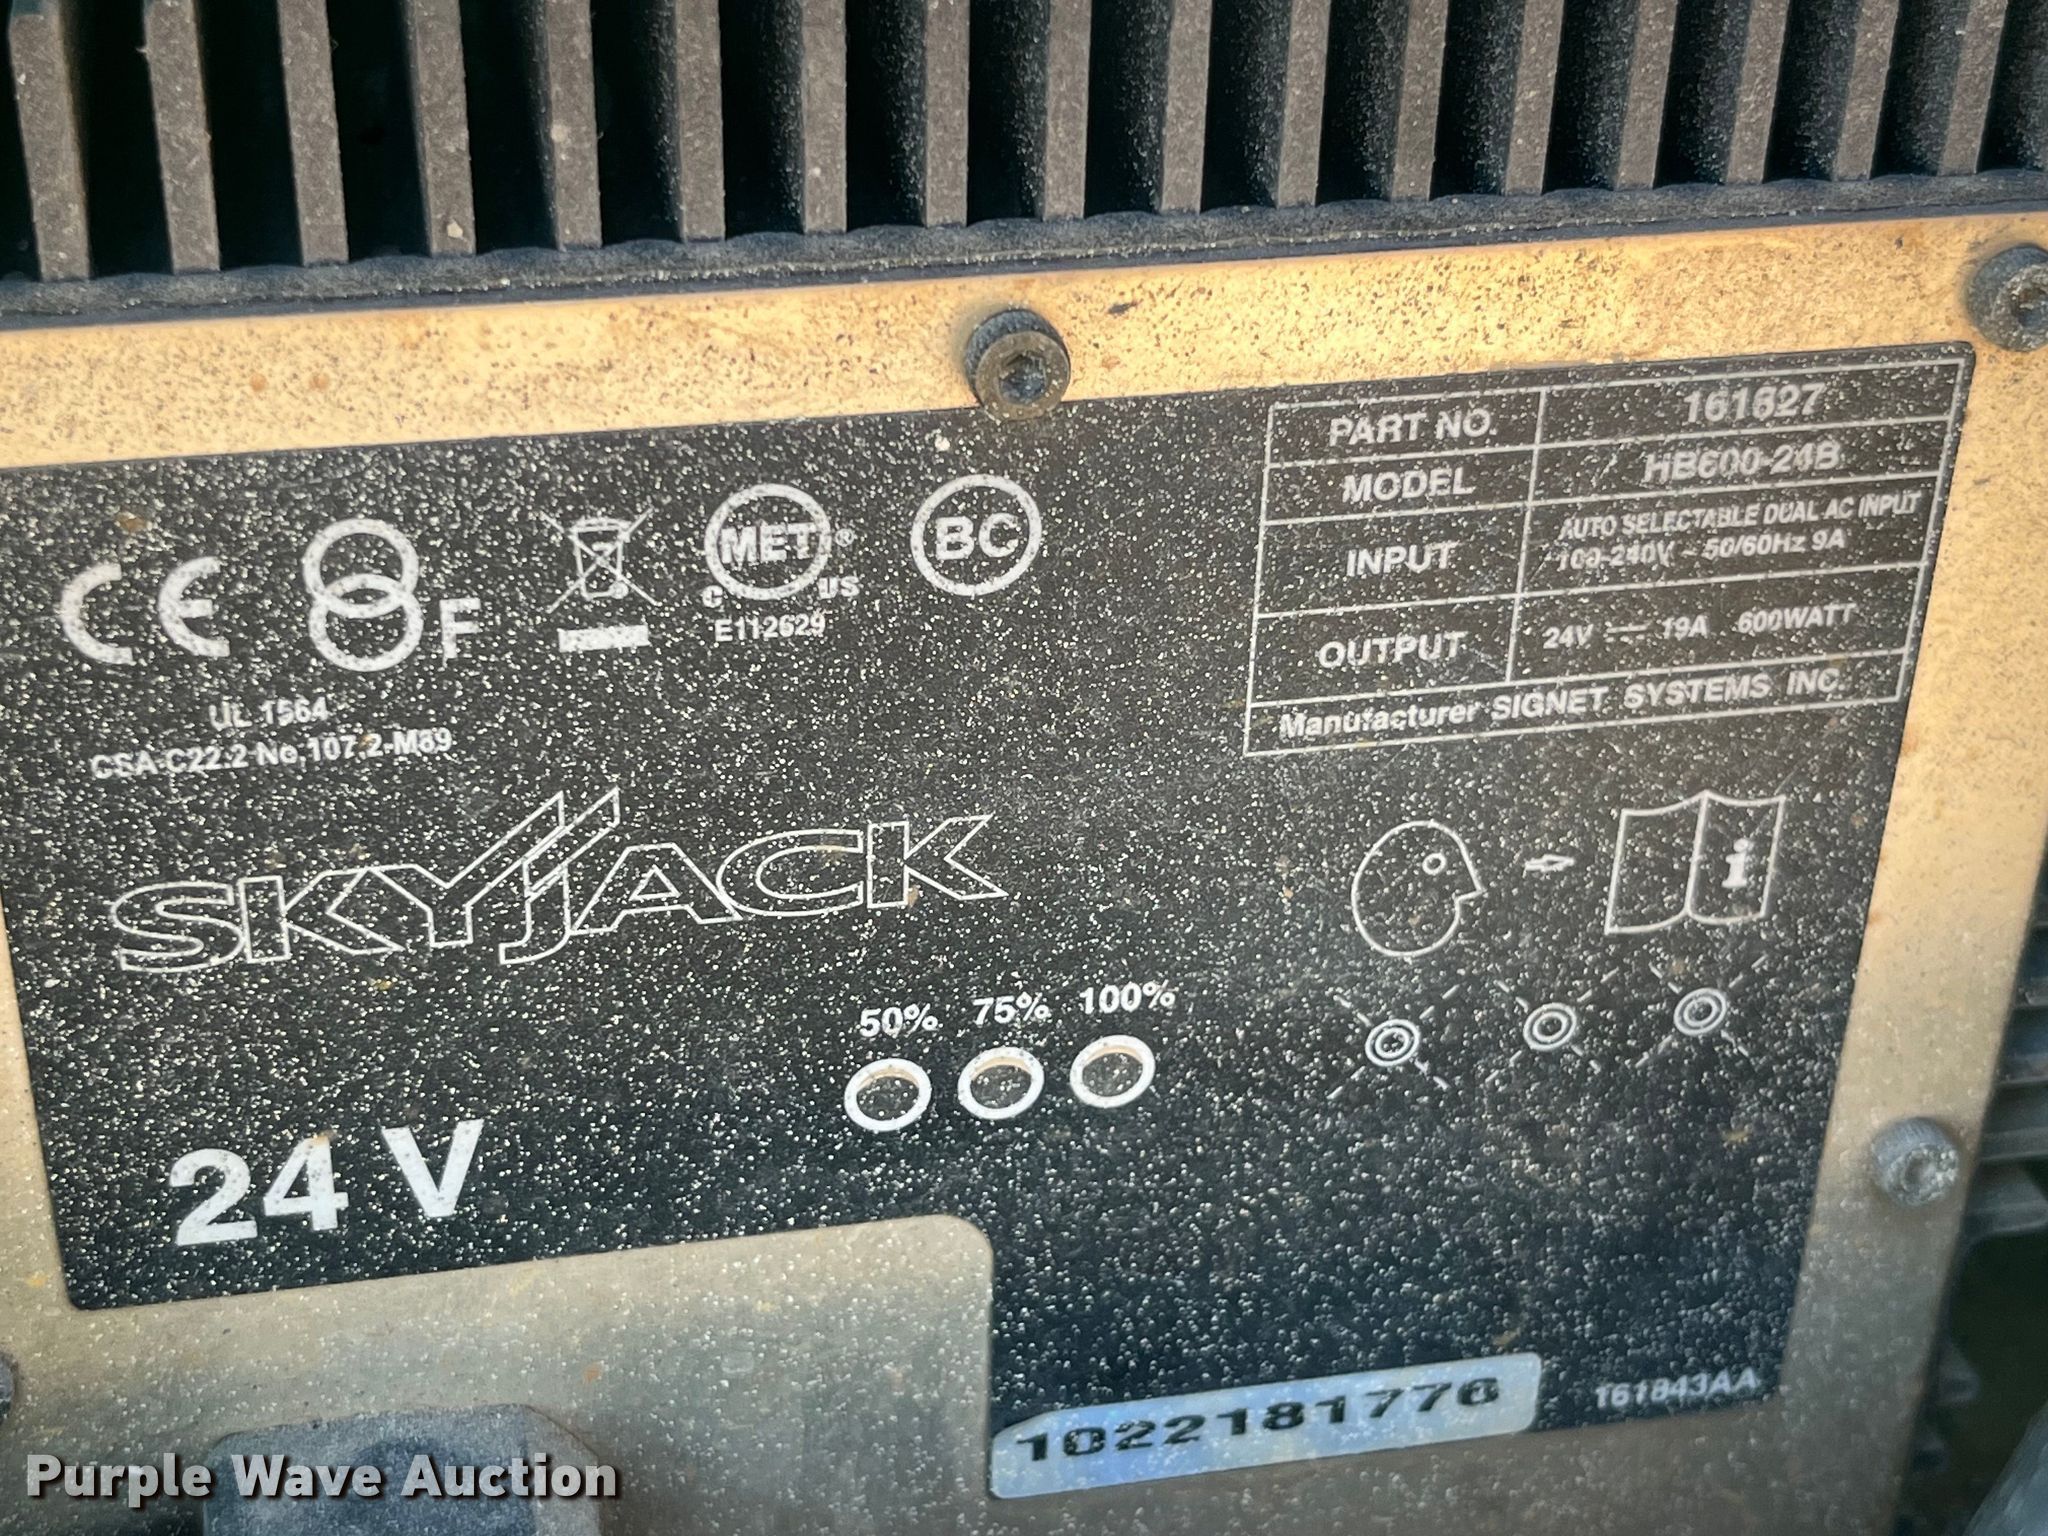 PART NO. 161827
MODEL HB600-24B
INPUT AUTO SELECTABLE DUAL AC INPUT
100-240V ~ 50/60Hz 9A
OUTPUT 24V ⎓ 19A 600WATT
Manufacturer SIGNET SYSTEMS INC.
CE F MET® BC
C US
E112629
UL 1564
CSA-C22.2-No.107.2-M89
SKYJACK
i
50% 75% 100%
24 V
1022181776
161843AA
Purple Wave Auction